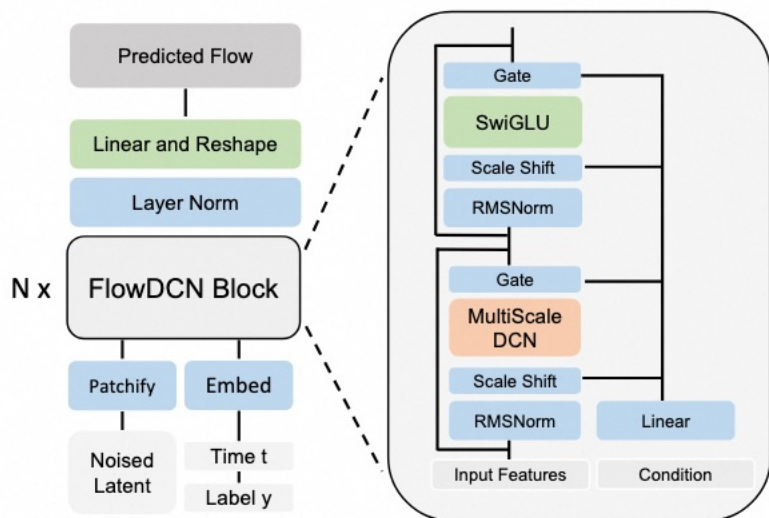 Predicted Flow
Linear and Reshape
Layer Norm
N x
FlowDCN Block
Patchify
Embed
Noised
Latent
Time t
Label y
Gate
SwiGLU
Scale Shift
RMSNorm
Gate
MultiScale
DCN
Scale Shift
RMSNorm
Linear
Input Features
Condition